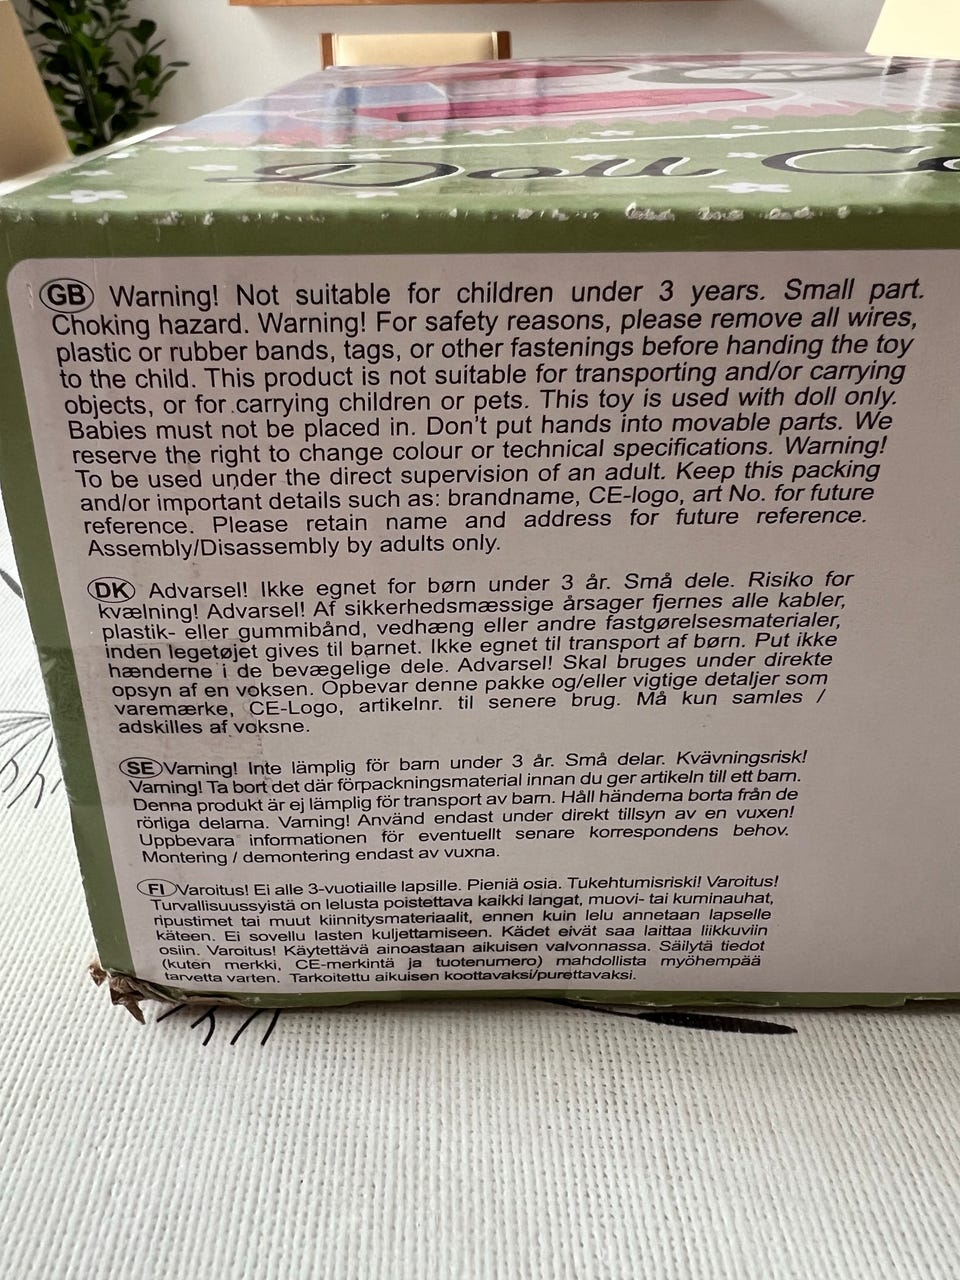 Doll
GB Warning! Not suitable for children under 3 years. Small part.
Choking hazard. Warning! For safety reasons, please remove all wires,
plastic or rubber bands, tags, or other fastenings before handing the toy
to the child. This product is not suitable for transporting and/or carrying
objects, or for carrying children or pets. This toy is used with doll only.
Babies must not be placed in. Don't put hands into movable parts. We
reserve the right to change colour or technical specifications. Warning!
To be used under the direct supervision of an adult. Keep this packing
and/or important details such as: brandname, CE-logo, art No. for future
reference. Please retain name and address for future reference.
Assembly/Disassembly by adults only.
DK Advarsel! Ikke egnet for børn under 3 år. Små dele. Risiko for
kvælning! Advarsel! Af sikkerhedsmæssige årsager fjernes alle kabler,
plastik- eller gummibånd, vedhæng eller andre fastgørelsesmaterialer,
inden legetøjet gives til barnet. Ikke egnet til transport af børn. Put ikke
hænderne i de bevægelige dele. Advarsel! Skal bruges under direkte
opsyn af en voksen. Opbevar denne pakke og/eller vigtige detaljer som
varemærke, CE-Logo, artikelnr. til senere brug. Må kun samles /
adskilles af voksne.
SE Varning! Inte lämplig för barn under 3 år. Små delar. Kvävningsrisk!
Varning! Ta bort det där förpackningsmaterial innan du ger artikeln till ett barn.
Denna produkt är ej lämplig för transport av barn. Håll händerna borta från de
rörliga delarna. Varning! Använd endast under direkt tillsyn av en vuxen!
Uppbevara informationen för eventuellt senare korrespondens behov.
Montering / demontering endast av vuxna.
FI Varoitus! Ei alle 3-vuotiaille lapsille. Pieniä osia. Tukehtumisriski! Varoitus!
Turvallisuussyistä on lelusta poistettava kaikki langat, muovi- tai kuminauhat,
ripustimet tai muut kiinnitysmateriaalit, ennen kuin lelu annetaan lapselle
käteen. Ei sovellu lasten kuljettamiseen. Kädet eivät saa laittaa liikkuviin
osiin. Varoitus! Käytettävä ainoastaan aikuisen valvonnassa. Säilytä tiedot
(kuten merkki, CE-merkintä ja tuotenumero) mahdollista myöhempää
tarvetta varten. Tarkoitettu aikuisen koottavaksi/purettavaksi.